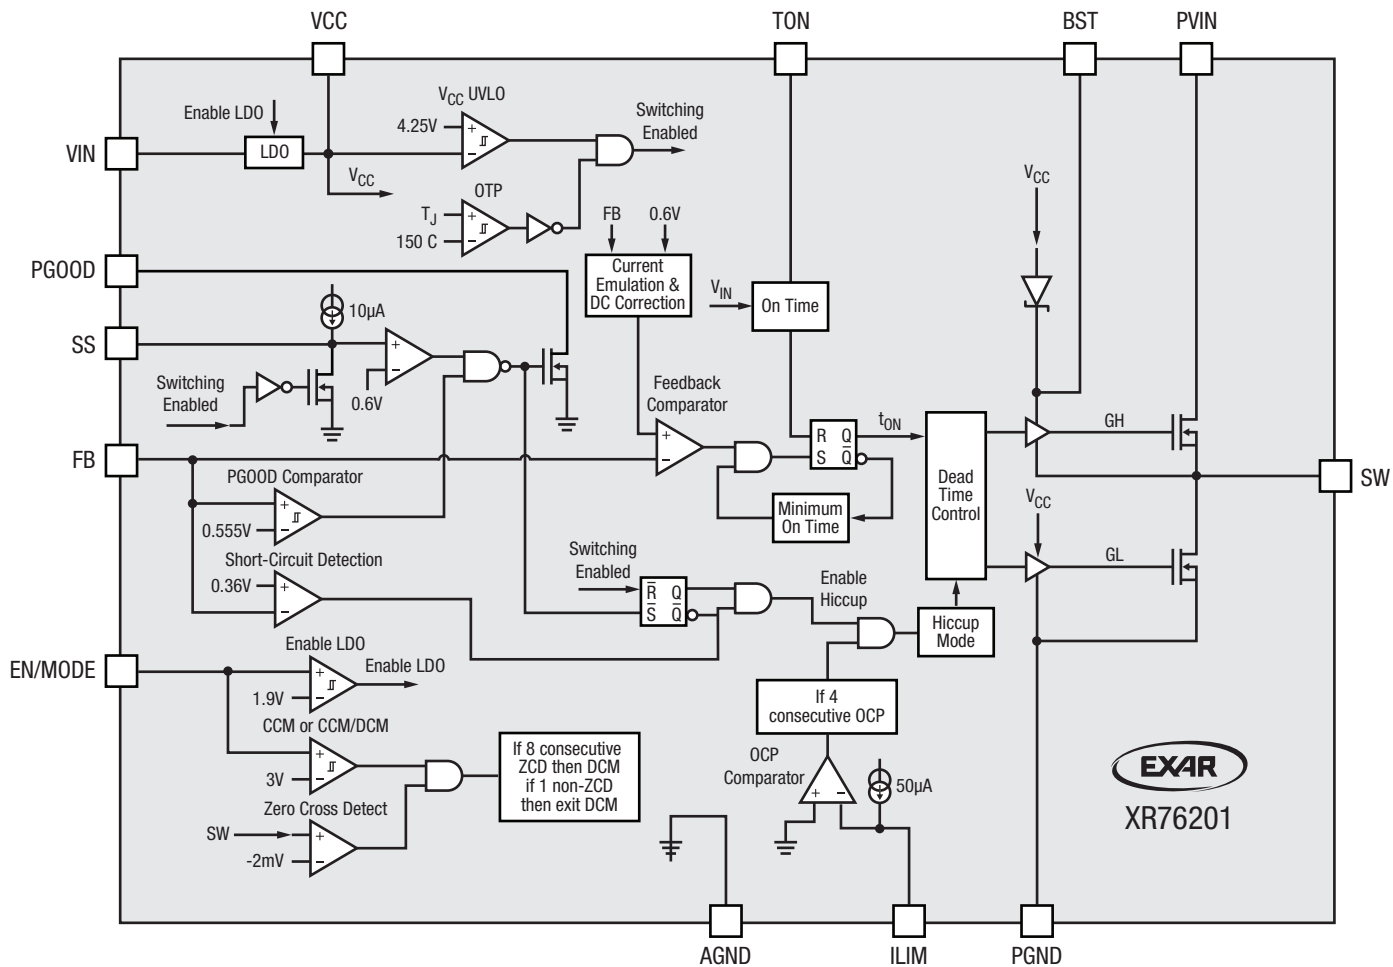 VCC
TON
BST
PVIN
Enable LDO
VCC UVLO
4.25V
+
−
Switching
Enabled
VIN
LDO
VCC
OTP
TJ
+
150 C
−
FB
0.6V
VCC
PGOOD
Current
Emulation &
DC Correction
VIN
On Time
10µA
SS
+
−
0.6V
Switching
Enabled
Feedback
Comparator
+
−
R Q
S Q̅
tON
GH
FB
SW
PGOOD Comparator
+
0.555V
−
Minimum
On Time
Dead
Time
Control
VCC
GL
Short-Circuit Detection
0.36V
+
−
Switching
Enabled
R̅ Q
S̅ Q̅
Enable
Hiccup
Hiccup
Mode
EN/MODE
Enable LDO
+
1.9V
−
Enable LDO
If 4
consecutive OCP
CCM or CCM/DCM
+
3V
−
If 8 consecutive
ZCD then DCM
if 1 non-ZCD
then exit DCM
OCP
Comparator
+
−
50µA
Zero Cross Detect
SW
+
-2mV
−
EXAR
XR76201
AGND
ILIM
PGND